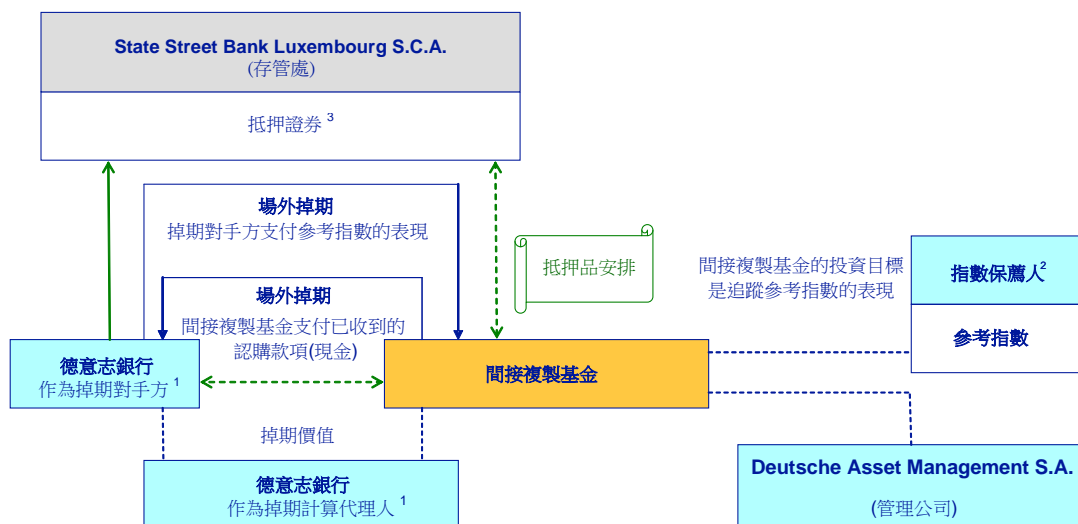 State Street Bank Luxembourg S.C.A.
(存管處)
抵押證券 3
場外掉期
掉期對手方支付參考指數的表現
場外掉期
間接複製基金支付已收到的
認購款項(現金)
抵押品安排
間接複製基金的投資目標
是追蹤參考指數的表現
指數保薦人2
參考指數
德意志銀行
作為掉期對手方 1
間接複製基金
掉期價值
德意志銀行
作為掉期計算代理人 1
Deutsche Asset Management S.A.
(管理公司)